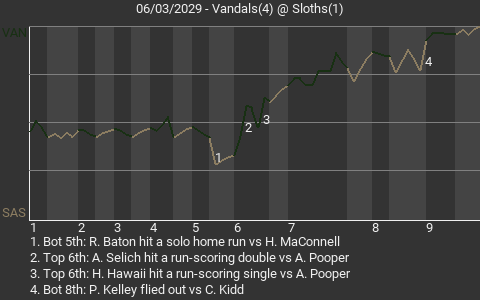 06/03/2029 - Vandals(4) @ Sloths(1)
VAN
4
3
2
1
SAS
1 2 3 4 5 6 7 8 9
1. Bot 5th: R. Baton hit a solo home run vs H. MaConnell
2. Top 6th: A. Selich hit a run-scoring double vs A. Pooper
3. Top 6th: H. Hawaii hit a run-scoring single vs A. Pooper
4. Bot 8th: P. Kelley flied out vs C. Kidd